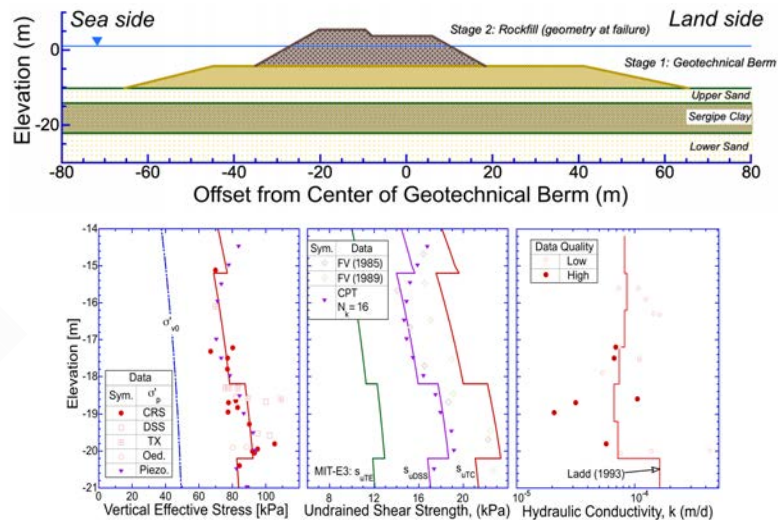 Sea side
Land side
Stage 2: Rockfill (geometry at failure)
Stage 1: Geotechnical Berm
Upper Sand
Sergipe Clay
Lower Sand
Elevation (m)
0
-20
-80 -60 -40 -20 0 20 40 60 80
Offset from Center of Geotechnical Berm (m)
Elevation [m]
-14
-15
-16
-17
-18
-19
-20
-21
σ'v0
Data
Sym. σ'p
CRS
DSS
TX
Oed.
Piezo.
0 20 40 60 80 100
Vertical Effective Stress [kPa]
Sym. Data
FV (1985)
FV (1989)
CPT
Nk = 16
MIT-E3: suTE
suDSS
suTC
12 16 20 24
Undrained Shear Strength, (kPa)
Data Quality
Low
High
Ladd (1993)
10-5 10-4
Hydraulic Conductivity, k (m/d)